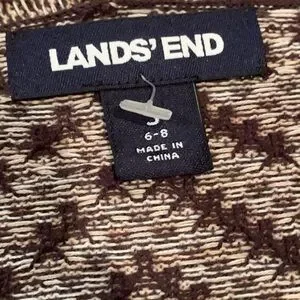 LANDS' END
6-8
MADE IN
CHINA